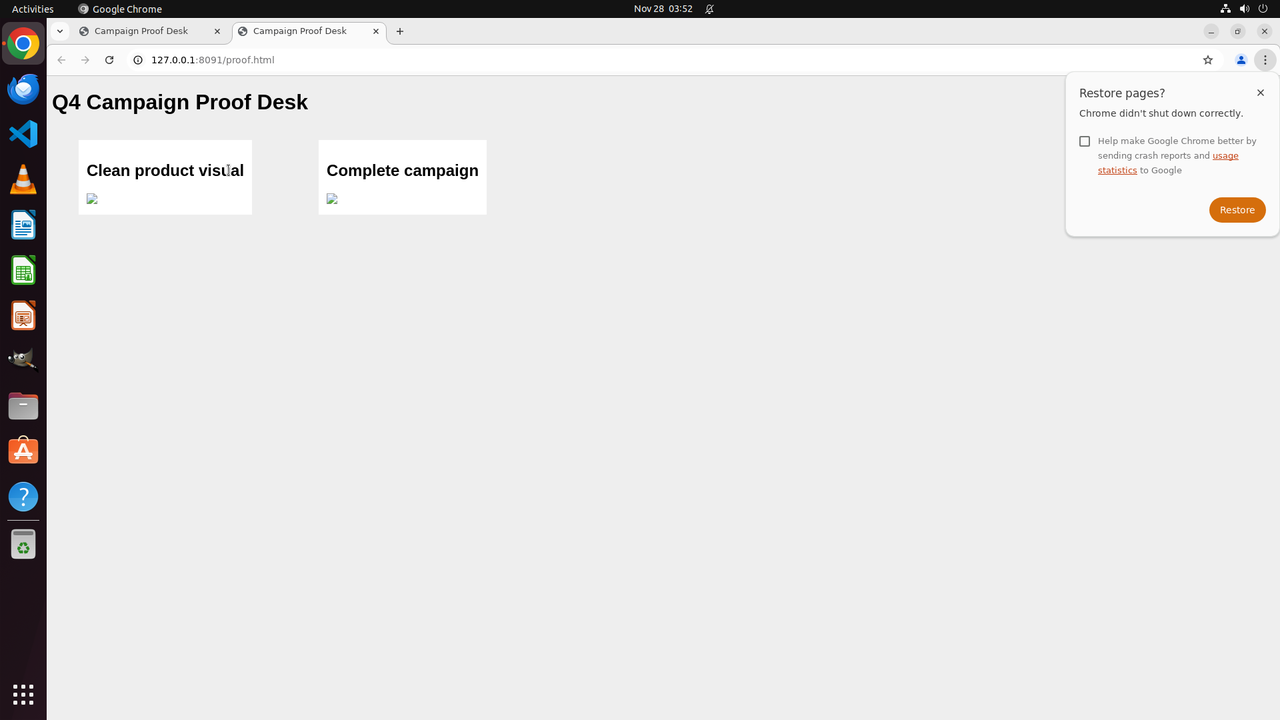 Activities
Google Chrome
Nov 28 03:52
Campaign Proof Desk
Campaign Proof Desk
127.0.0.1:8091/proof.html
Restore pages?
Chrome didn't shut down correctly.
Help make Google Chrome better by
sending crash reports and usage
statistics to Google
Restore
Q4 Campaign Proof Desk
Clean product visual
Complete campaign